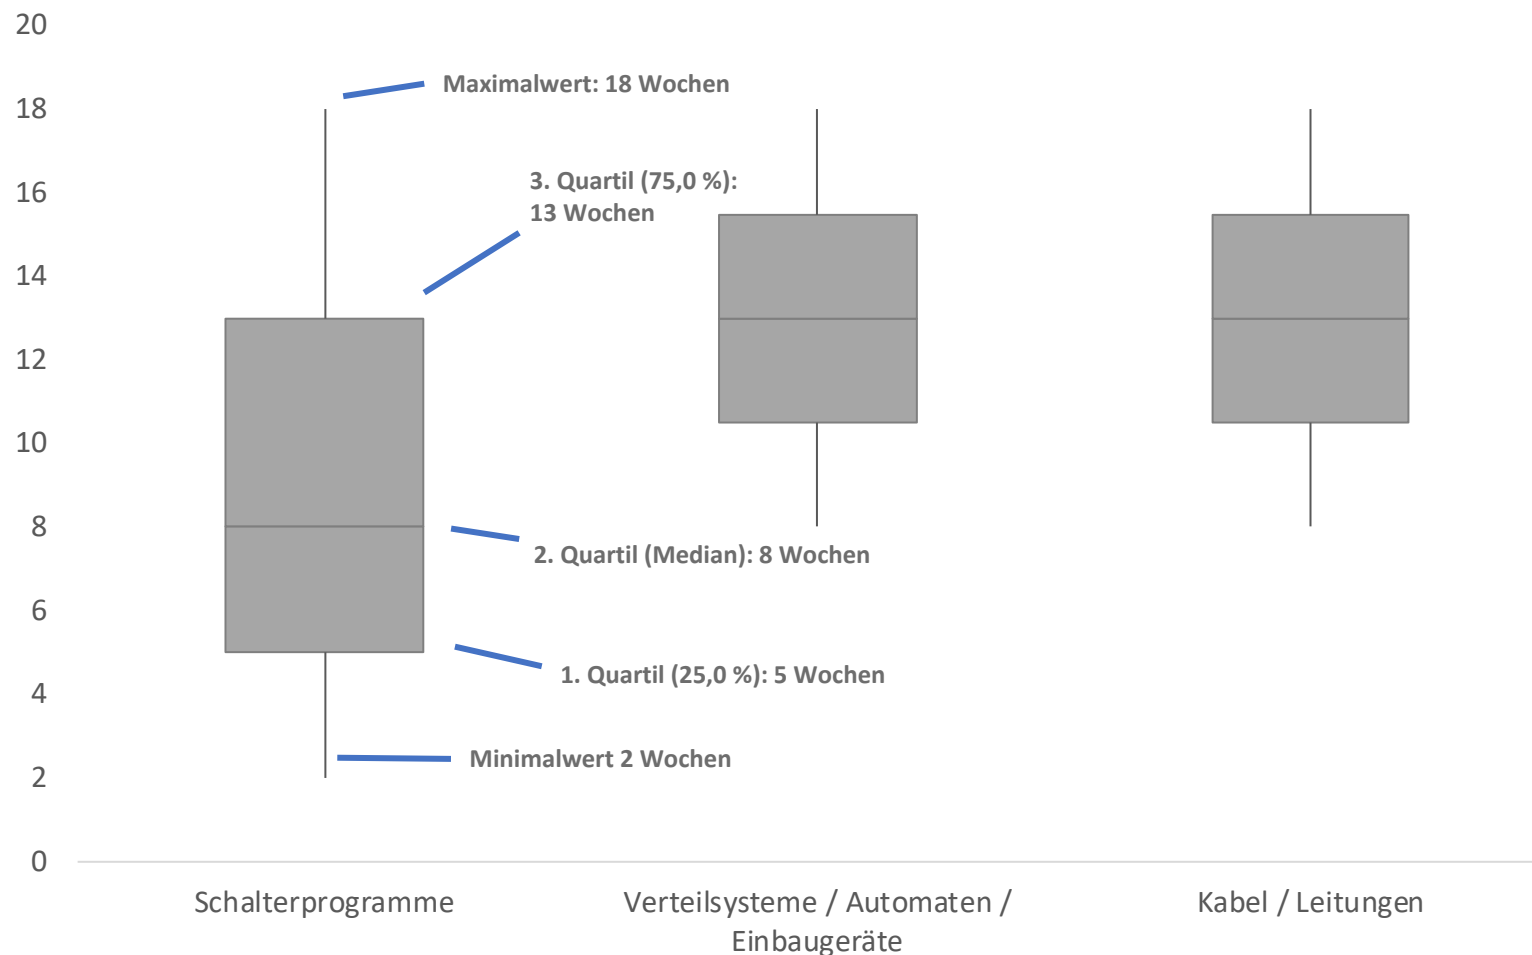 20
Maximalwert: 18 Wochen
18
3. Quartil (75,0 %):
13 Wochen
16
14
12
10
8
2. Quartil (Median): 8 Wochen
6
1. Quartil (25,0 %): 5 Wochen
4
Minimalwert 2 Wochen
2
0
Schalterprogramme
Verteilsysteme / Automaten /
Einbaugeräte
Kabel / Leitungen